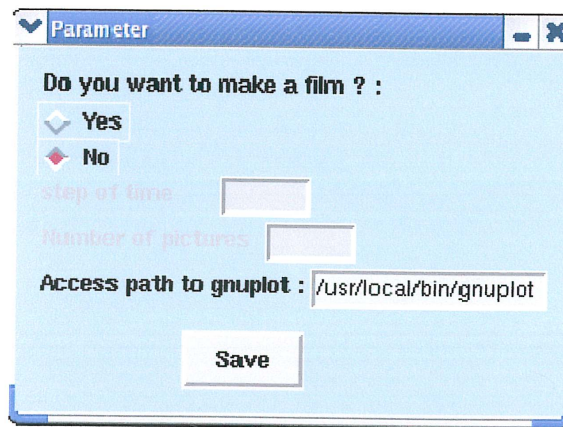 Parameter
Do you want to make a film ? :
Yes
No
step of time
Number of pictures
Access path to gnuplot : /usr/local/bin/gnuplot
Save